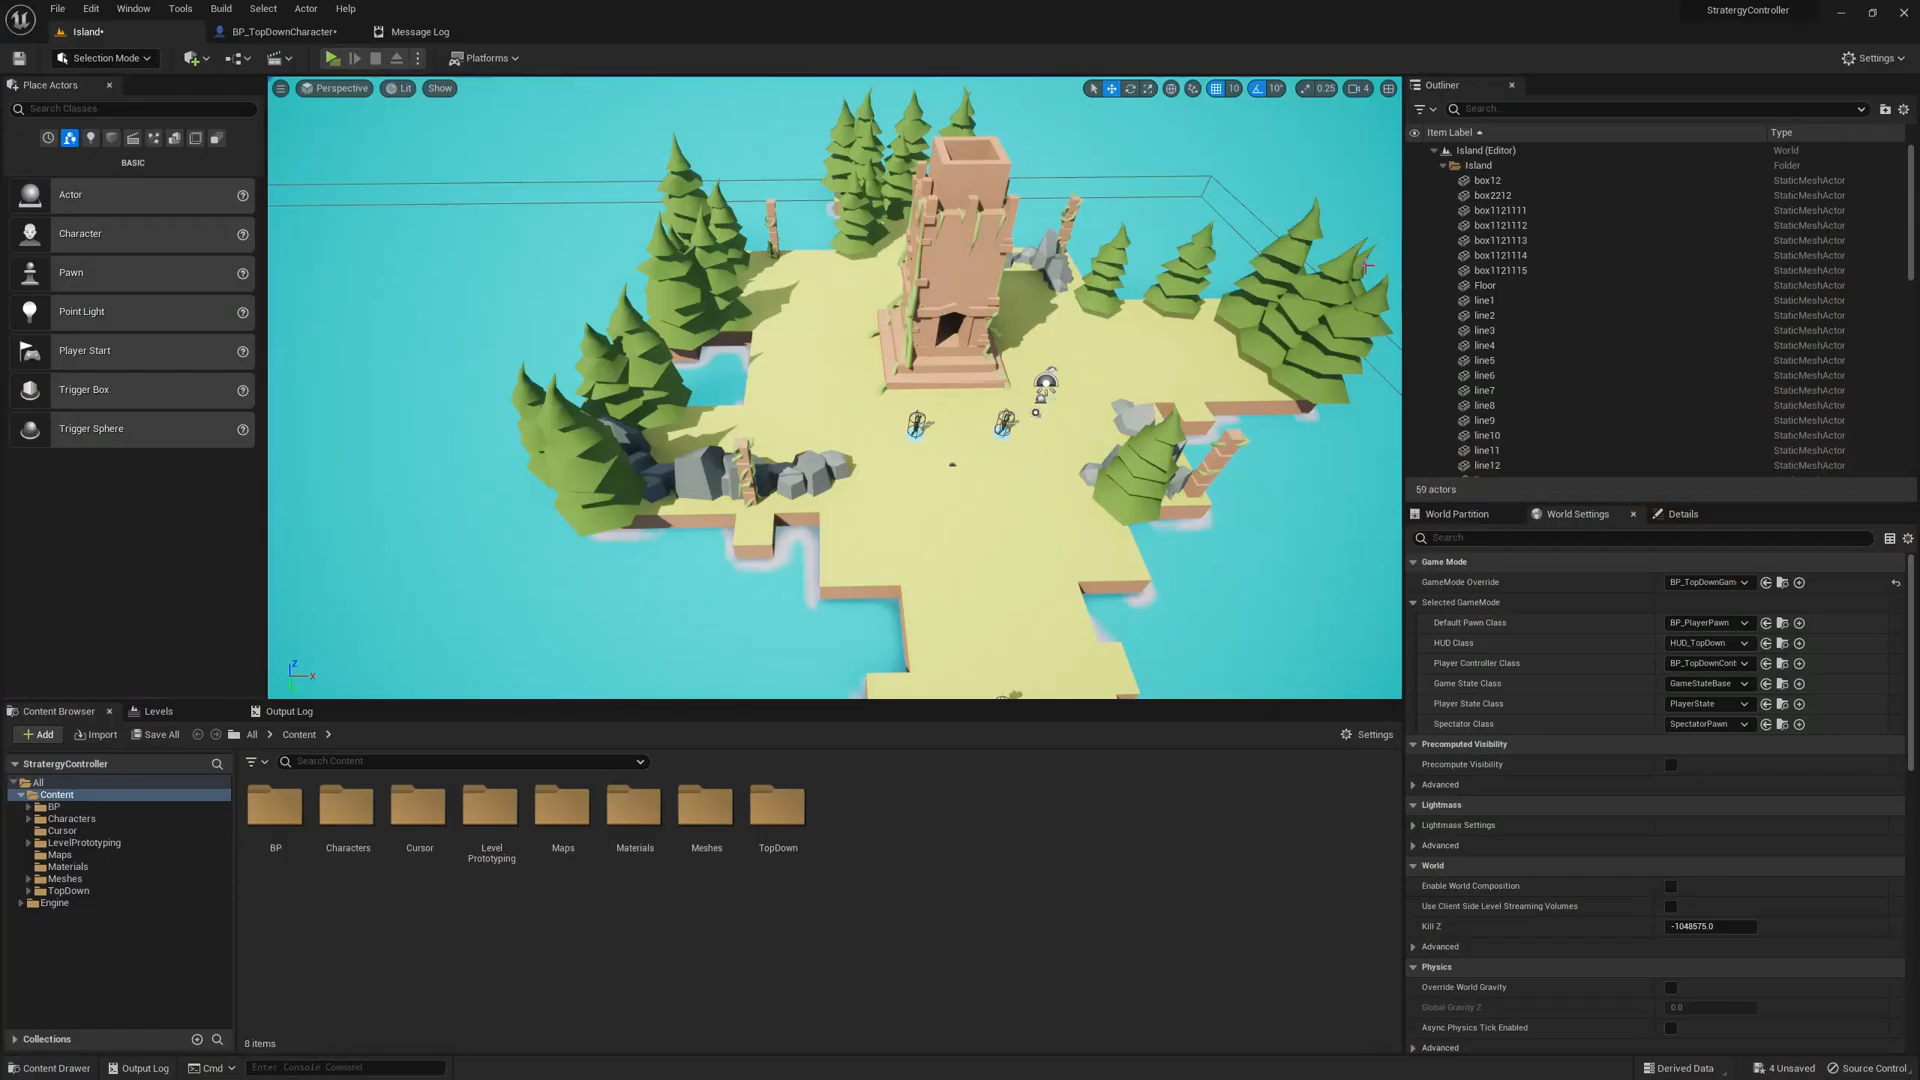 File Edit Window Tools Build Select Actor Help
StratergyController
Island•
BP_TopDownCharacter•
Message Log
Selection Mode
Platforms
Settings
Place Actors
Search Classes
BASIC
Actor
Character
Pawn
Point Light
Player Start
Trigger Box
Trigger Sphere
Perspective
Lit
Show
10
10°
0.25
4
Z
X
Outliner
Search...
Item Label
Type
Island (Editor) World
Island Folder
box12 StaticMeshActor
box2212 StaticMeshActor
box1121111 StaticMeshActor
box1121112 StaticMeshActor
box1121113 StaticMeshActor
box1121114 StaticMeshActor
box1121115 StaticMeshActor
Floor StaticMeshActor
line1 StaticMeshActor
line2 StaticMeshActor
line3 StaticMeshActor
line4 StaticMeshActor
line5 StaticMeshActor
line6 StaticMeshActor
line7 StaticMeshActor
line8 StaticMeshActor
line9 StaticMeshActor
line10 StaticMeshActor
line11 StaticMeshActor
line12 StaticMeshActor
59 actors
World Partition
World Settings
Details
Search
Game Mode
GameMode Override BP_TopDownGam
Selected GameMode
Default Pawn Class BP_PlayerPawn
HUD Class HUD_TopDown
Player Controller Class BP_TopDownCont
Game State Class GameStateBase
Player State Class PlayerState
Spectator Class SpectatorPawn
Precomputed Visibility
Precompute Visibility
Advanced
Lightmass
Lightmass Settings
Advanced
World
Enable World Composition
Use Client Side Level Streaming Volumes
Kill Z -1048575.0
Advanced
Physics
Override World Gravity
Global Gravity Z 0.0
Async Physics Tick Enabled
Advanced
Content Browser
Levels
Output Log
Add
Import
Save All
All
Content
Settings
StratergyController
All
Content
BP
Characters
Cursor
LevelPrototyping
Maps
Materials
Meshes
TopDown
Engine
Search Content
BP
Characters
Cursor
Level
Prototyping
Maps
Materials
Meshes
TopDown
Collections
8 items
Content Drawer
Output Log
Cmd
Enter Console Command
Derived Data
4 Unsaved
Source Control